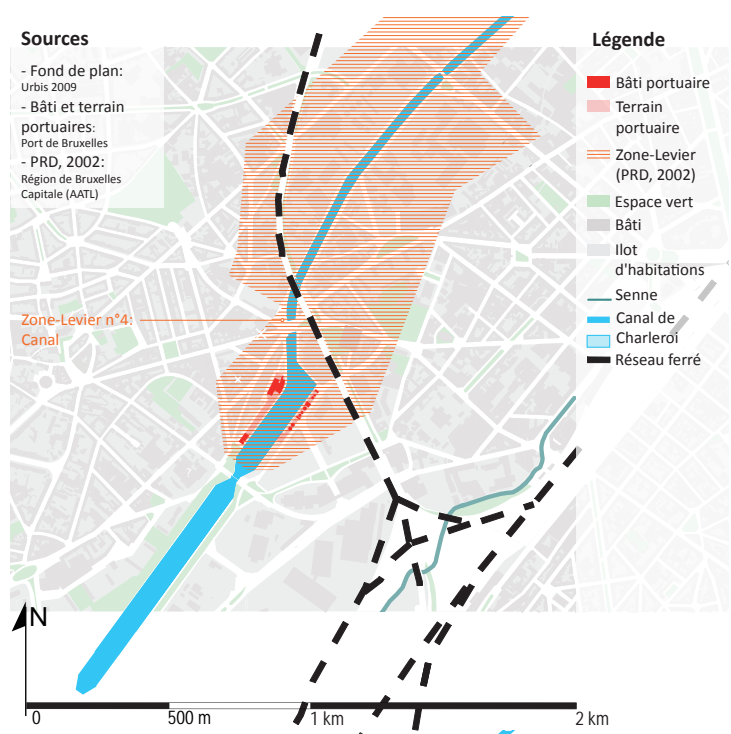 Sources
- Fond de plan:
Urbis 2009
- Bâti et terrain
portuaires:
Port de Bruxelles
- PRD, 2002:
Région de Bruxelles
Capitale (AATL)
Zone-Levier n°4:
Canal
Légende
Bâti portuaire
Terrain
portuaire
Zone-Levier
(PRD, 2002)
Espace vert
Bâti
Ilot
d'habitations
Senne
Canal de
Charleroi
Réseau ferré
N
0
500 m
1 km
2 km